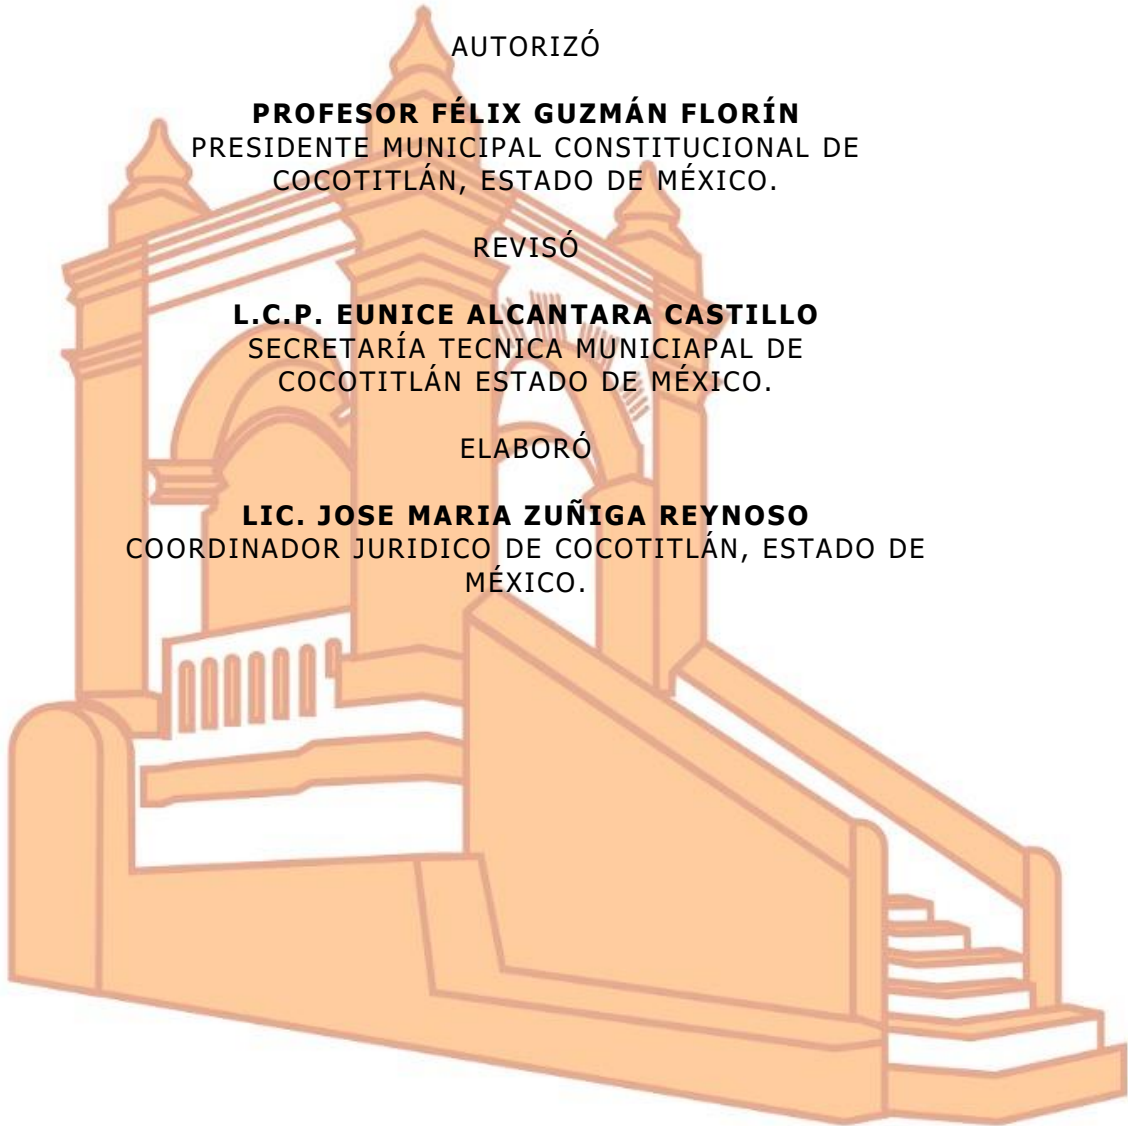 AUTORIZÓ
PROFESOR FÉLIX GUZMÁN FLORÍN
PRESIDENTE MUNICIPAL CONSTITUCIONAL DE
COCOTITLÁN, ESTADO DE MÉXICO.
REVISÓ
L.C.P. EUNICE ALCANTARA CASTILLO
SECRETARÍA TECNICA MUNICIAPAL DE
COCOTITLÁN ESTADO DE MÉXICO.
ELABORÓ
LIC. JOSE MARIA ZUÑIGA REYNOSO
COORDINADOR JURIDICO DE COCOTITLÁN, ESTADO DE
MÉXICO.